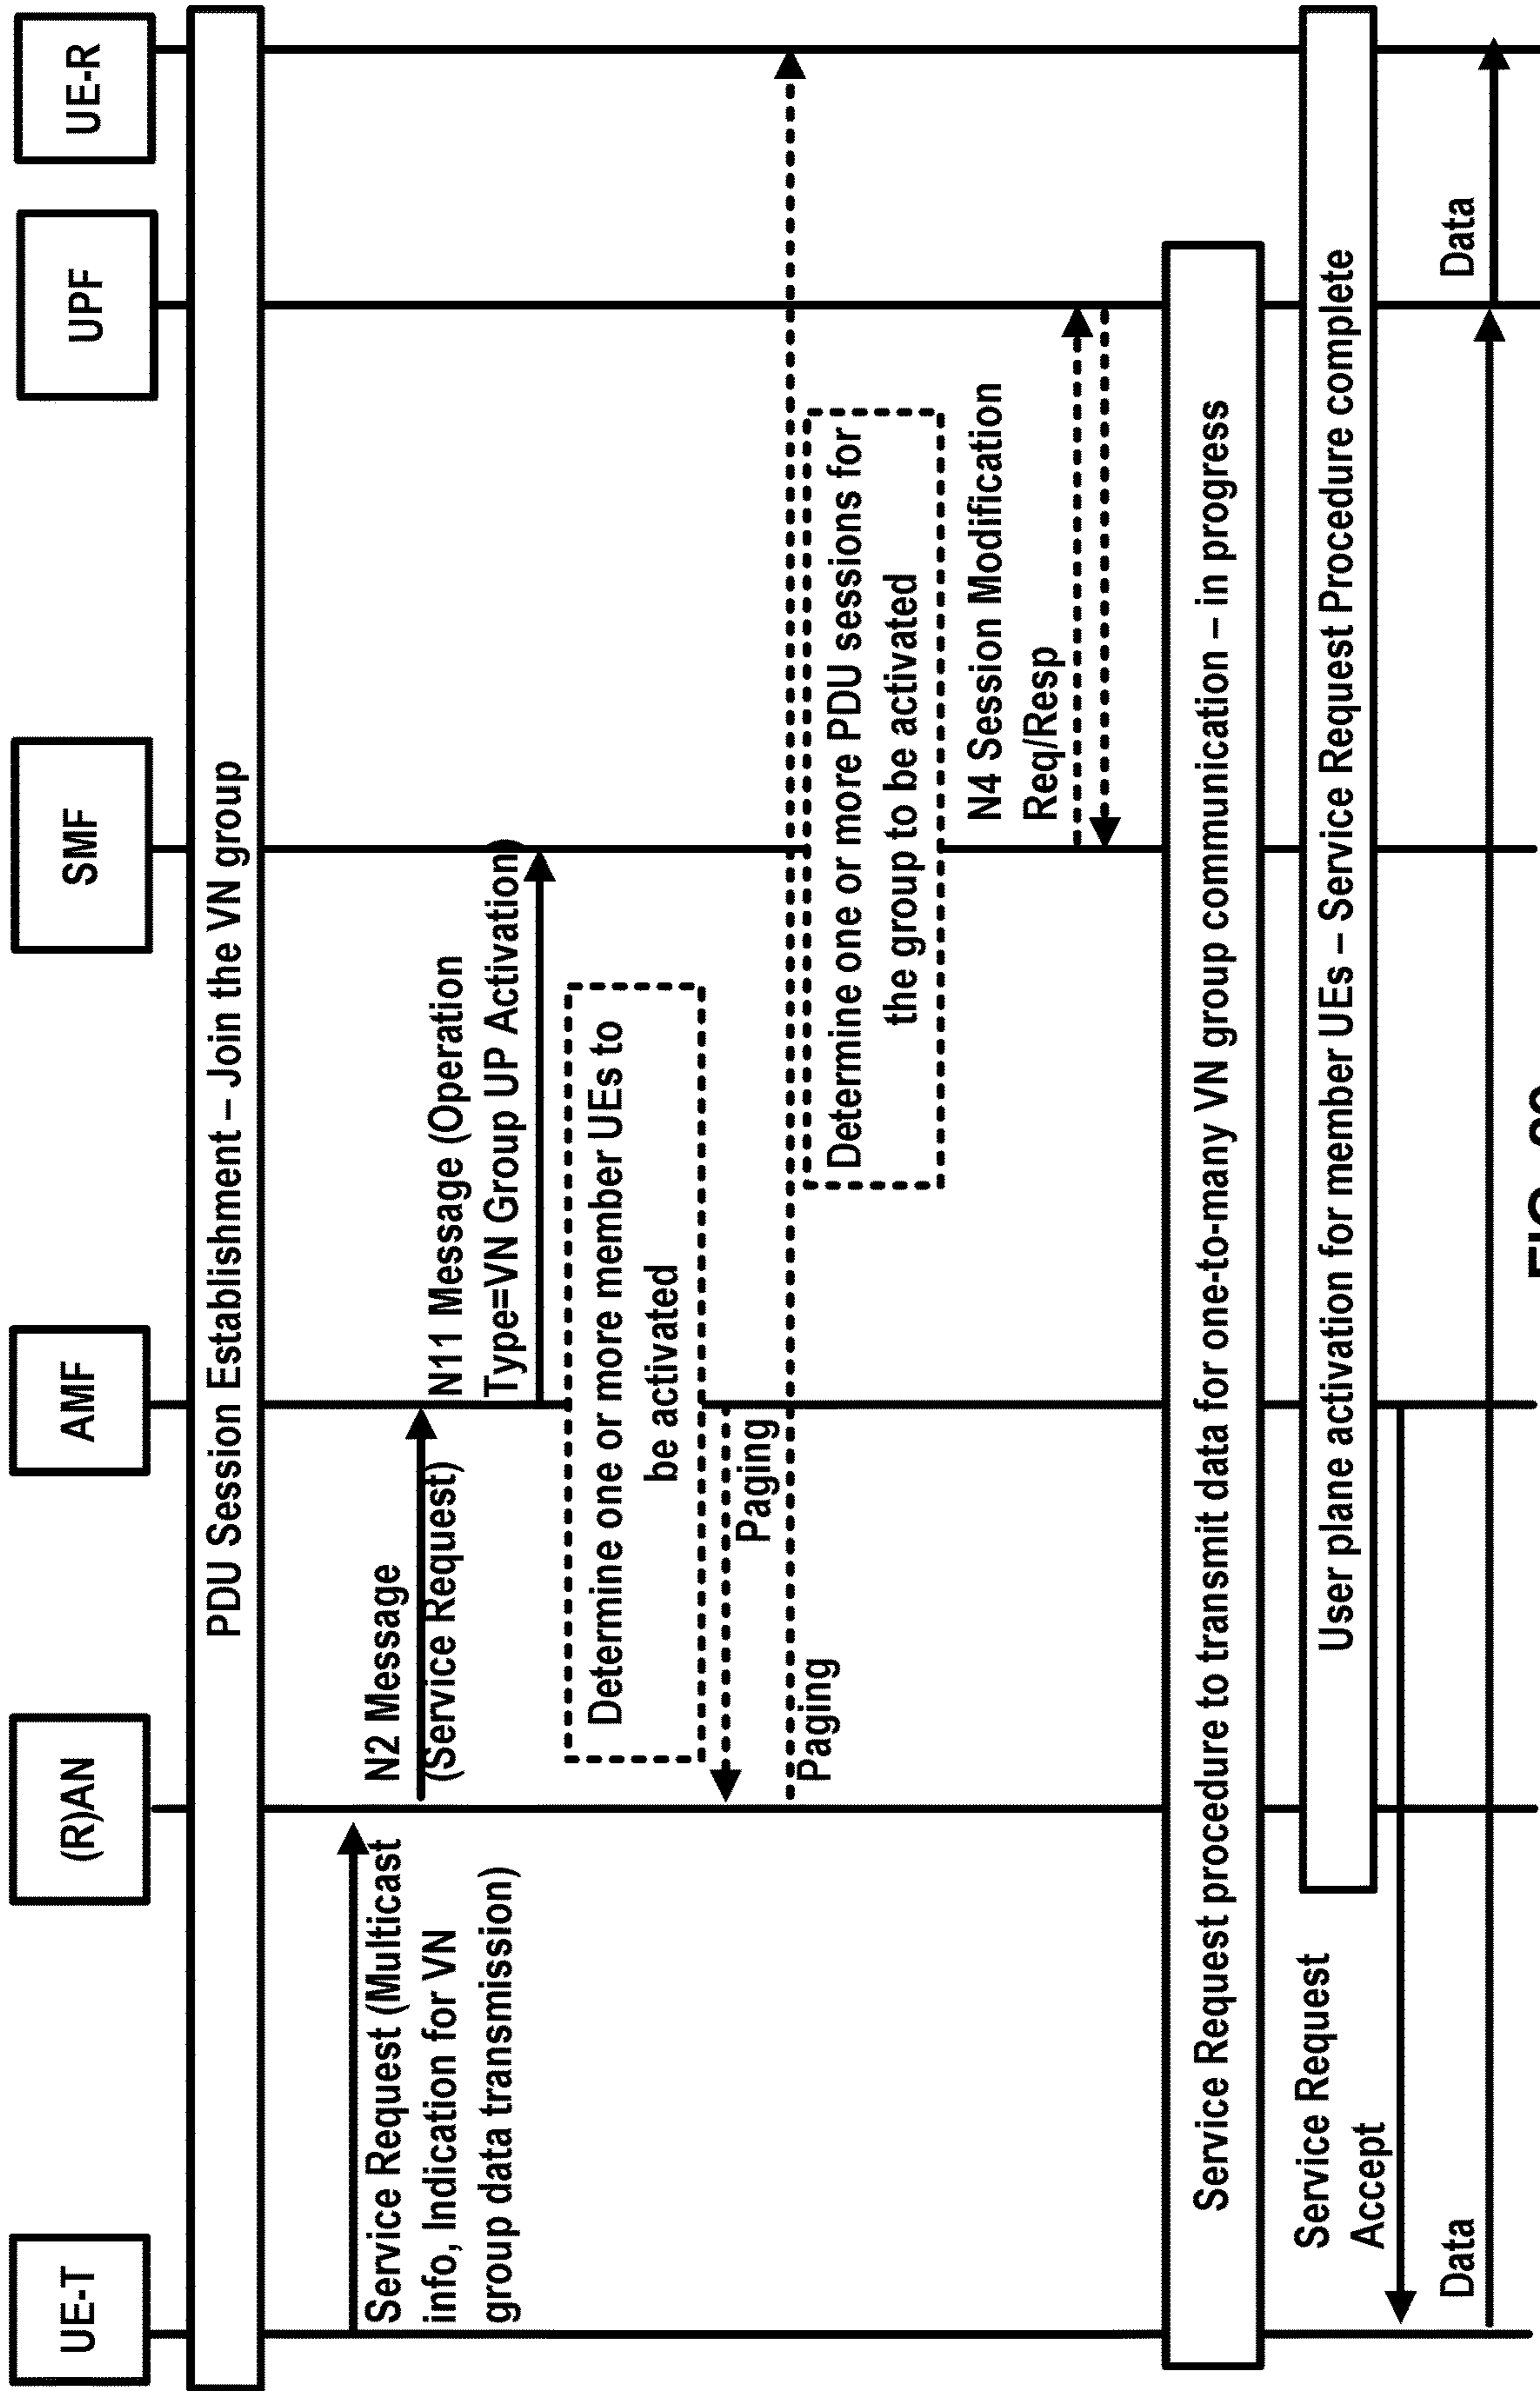 UE-T
(R)AN
AMF
SMF
UPF
UE-R
PDU Session Establishment – Join the VN group
Service Request (Multicast
info, Indication for VN
group data transmission)
N2 Message
(Service Request)
N11 Message (Operation
Type=VN Group UP Activation)
Determine one or more member UEs to
be activated
Paging
Paging
Determine one or more PDU sessions for
the group to be activated
N4 Session Modification
Req/Resp
Service Request procedure to transmit data for one-to-many VN group communication – in progress
User plane activation for member UEs – Service Request Procedure complete
Service Request
Accept
Data
Data
FIG.